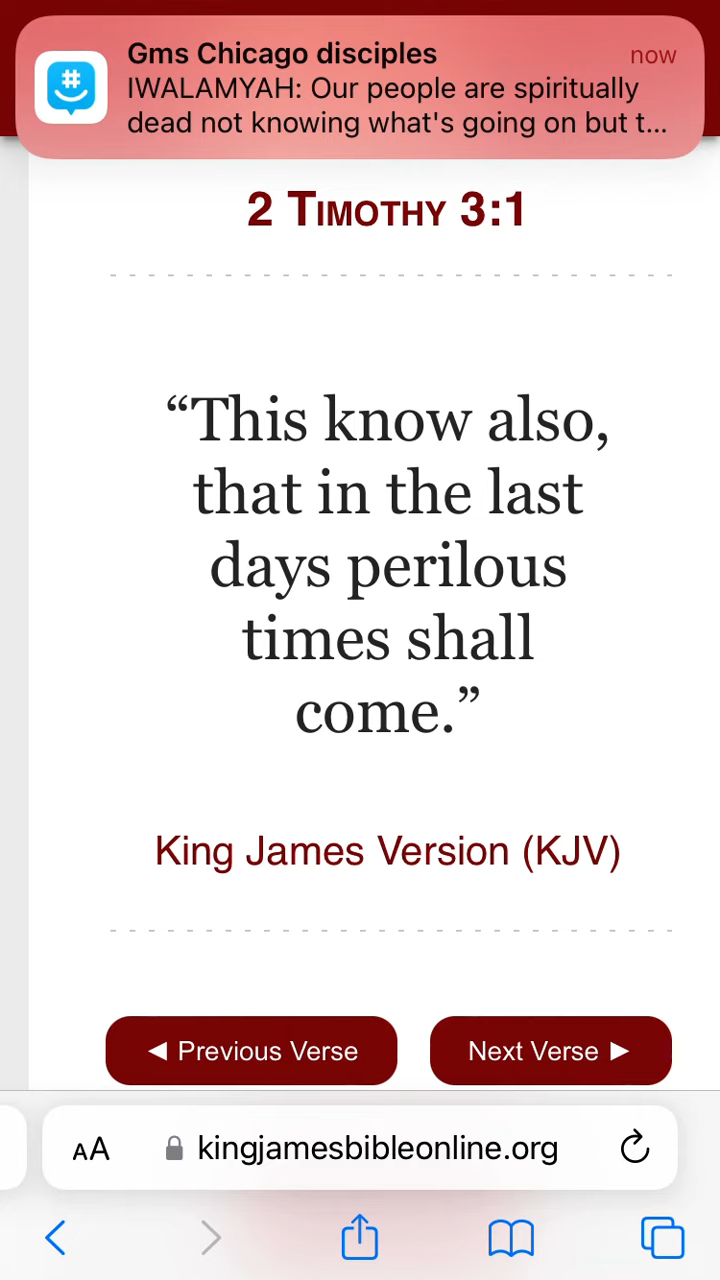 Gms Chicago disciples
now
IWALAMYAH: Our people are spiritually
dead not knowing what's going on but t...
2 Timothy 3:1
“This know also,
that in the last
days perilous
times shall
come.”
King James Version (KJV)
◀ Previous Verse
Next Verse ▶
AA
kingjamesbibleonline.org